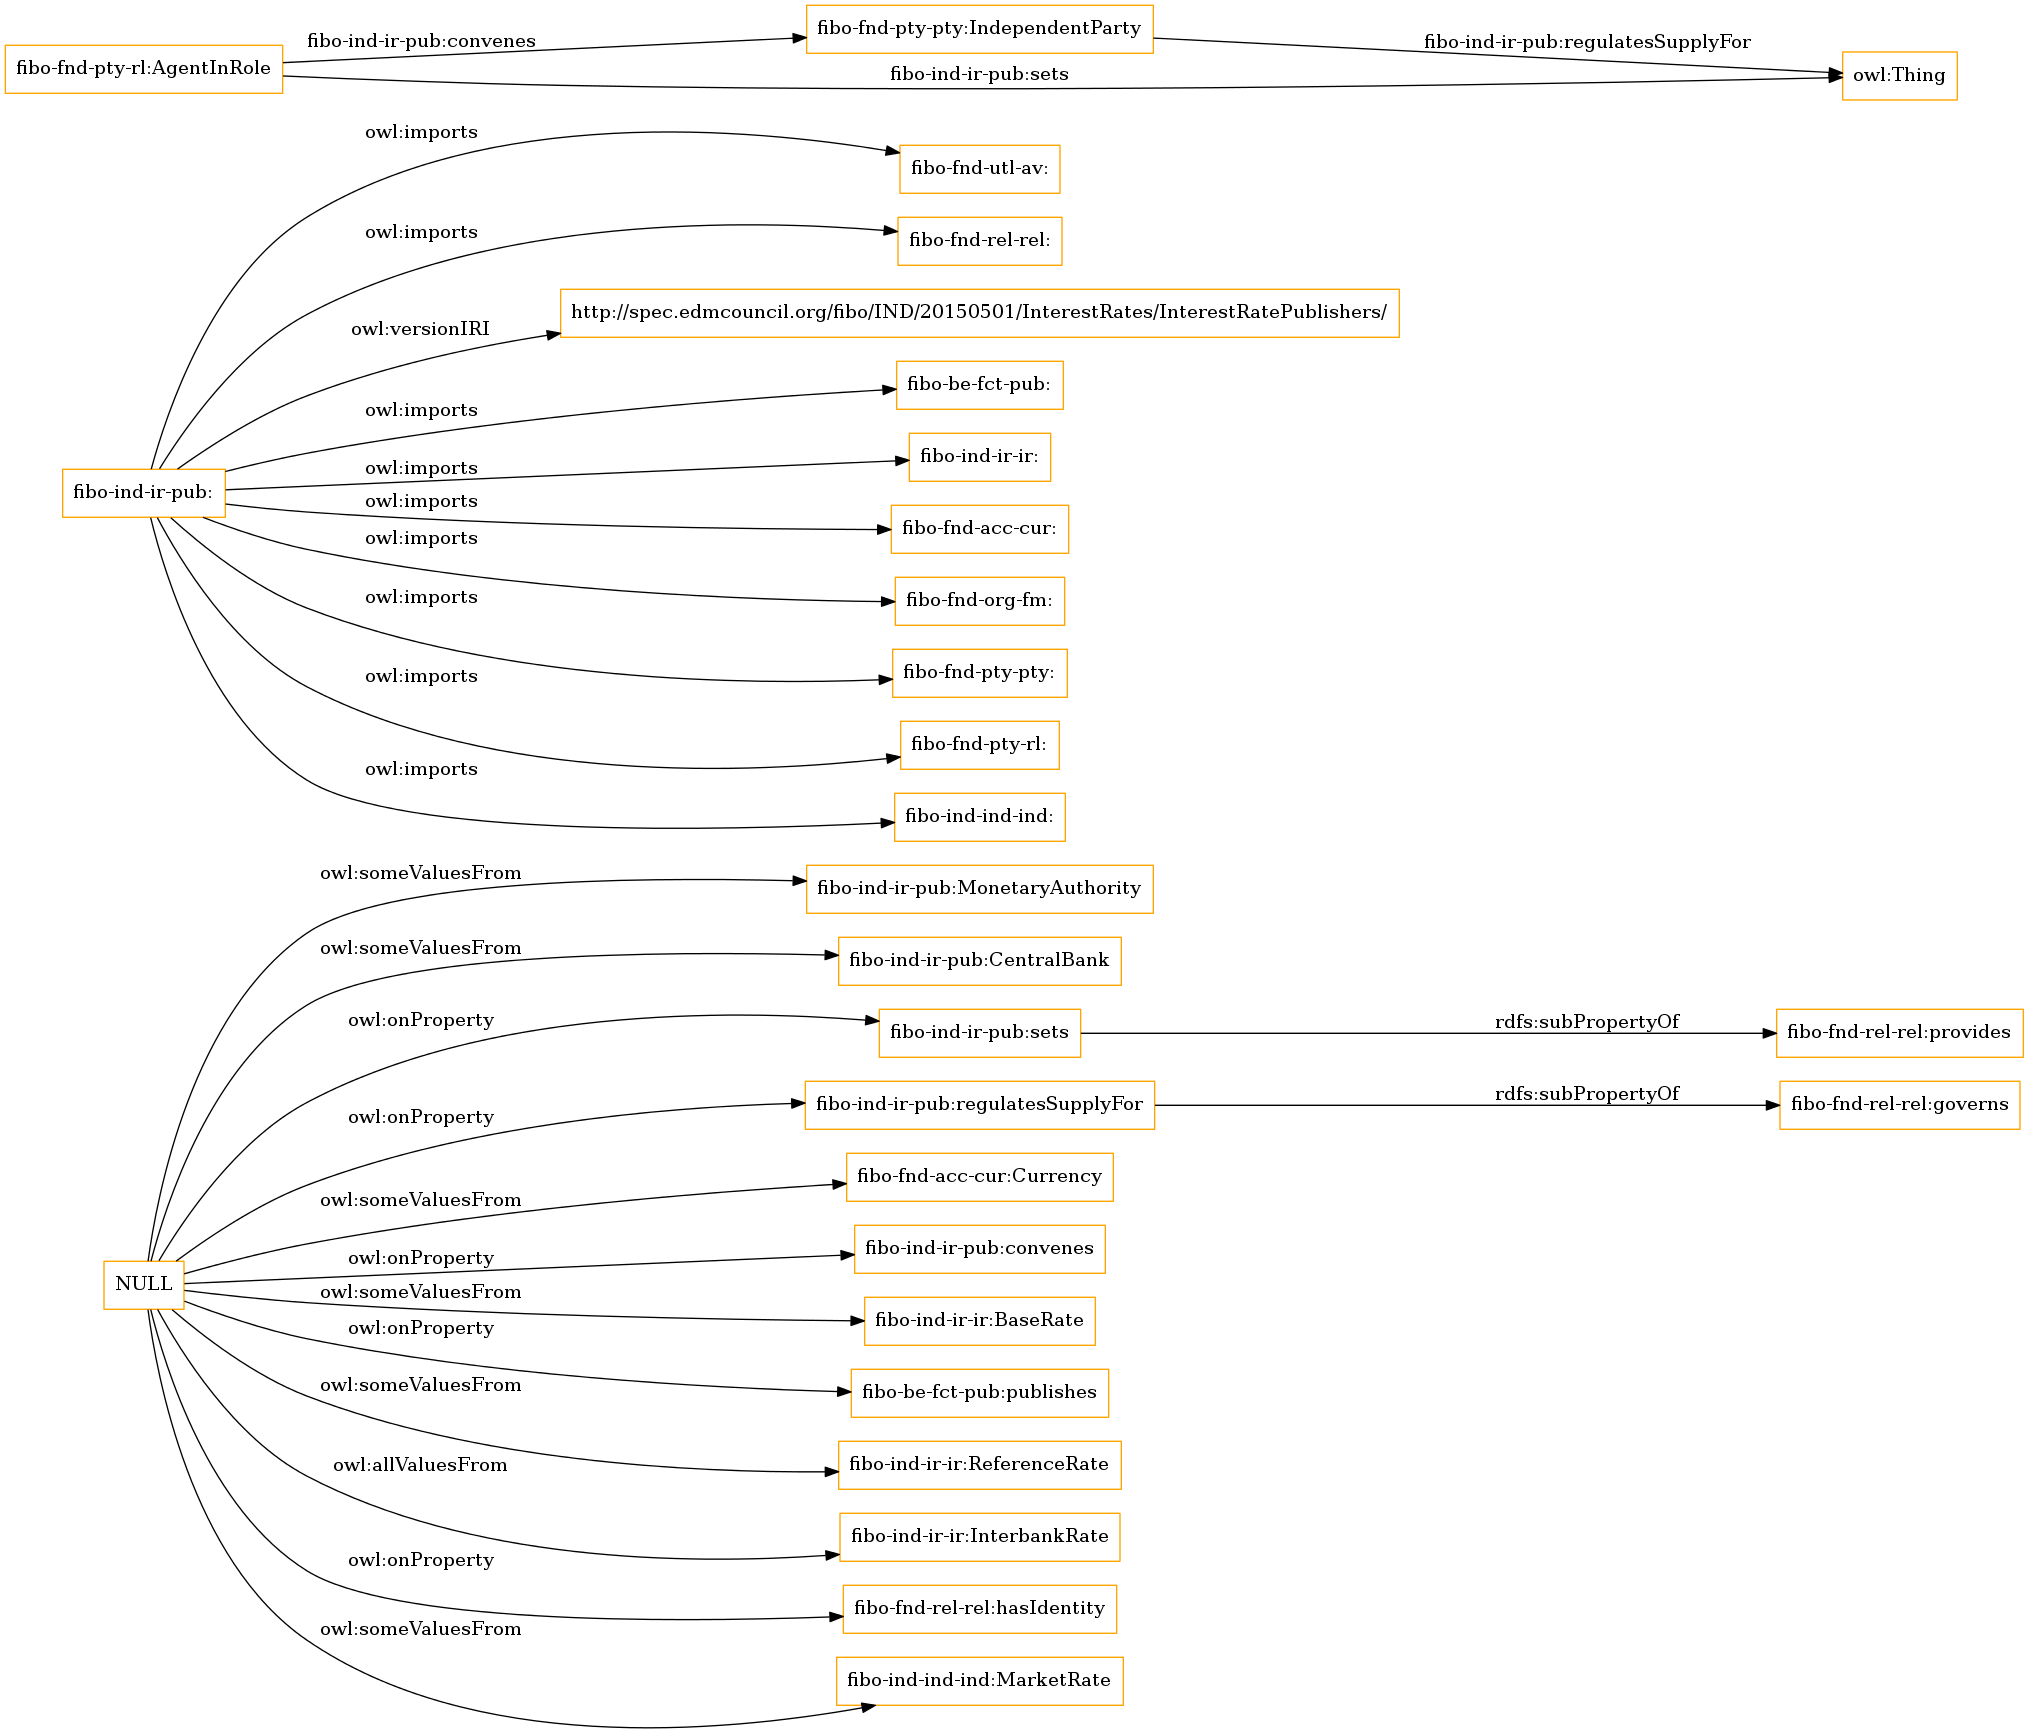 fibo-fnd-pty-rl:AgentInRole
fibo-ind-ir-pub:convenes
fibo-fnd-pty-pty:IndependentParty
fibo-ind-ir-pub:regulatesSupplyFor
fibo-ind-ir-pub:sets
owl:Thing
fibo-ind-ir-pub:
owl:imports
fibo-fnd-utl-av:
owl:imports
fibo-fnd-rel-rel:
owl:versionIRI
http://spec.edmcouncil.org/fibo/IND/20150501/InterestRates/InterestRatePublishers/
owl:imports
fibo-be-fct-pub:
owl:imports
fibo-ind-ir-ir:
owl:imports
fibo-fnd-acc-cur:
owl:imports
fibo-fnd-org-fm:
owl:imports
fibo-fnd-pty-pty:
owl:imports
fibo-fnd-pty-rl:
owl:imports
fibo-ind-ind-ind:
NULL
owl:someValuesFrom
fibo-ind-ir-pub:MonetaryAuthority
owl:someValuesFrom
fibo-ind-ir-pub:CentralBank
owl:onProperty
fibo-ind-ir-pub:sets
rdfs:subPropertyOf
fibo-fnd-rel-rel:provides
owl:onProperty
fibo-ind-ir-pub:regulatesSupplyFor
rdfs:subPropertyOf
fibo-fnd-rel-rel:governs
owl:someValuesFrom
fibo-fnd-acc-cur:Currency
owl:onProperty
fibo-ind-ir-pub:convenes
owl:someValuesFrom
fibo-ind-ir-ir:BaseRate
owl:onProperty
fibo-be-fct-pub:publishes
owl:someValuesFrom
fibo-ind-ir-ir:ReferenceRate
owl:allValuesFrom
fibo-ind-ir-ir:InterbankRate
owl:onProperty
fibo-fnd-rel-rel:hasIdentity
owl:someValuesFrom
fibo-ind-ind-ind:MarketRate